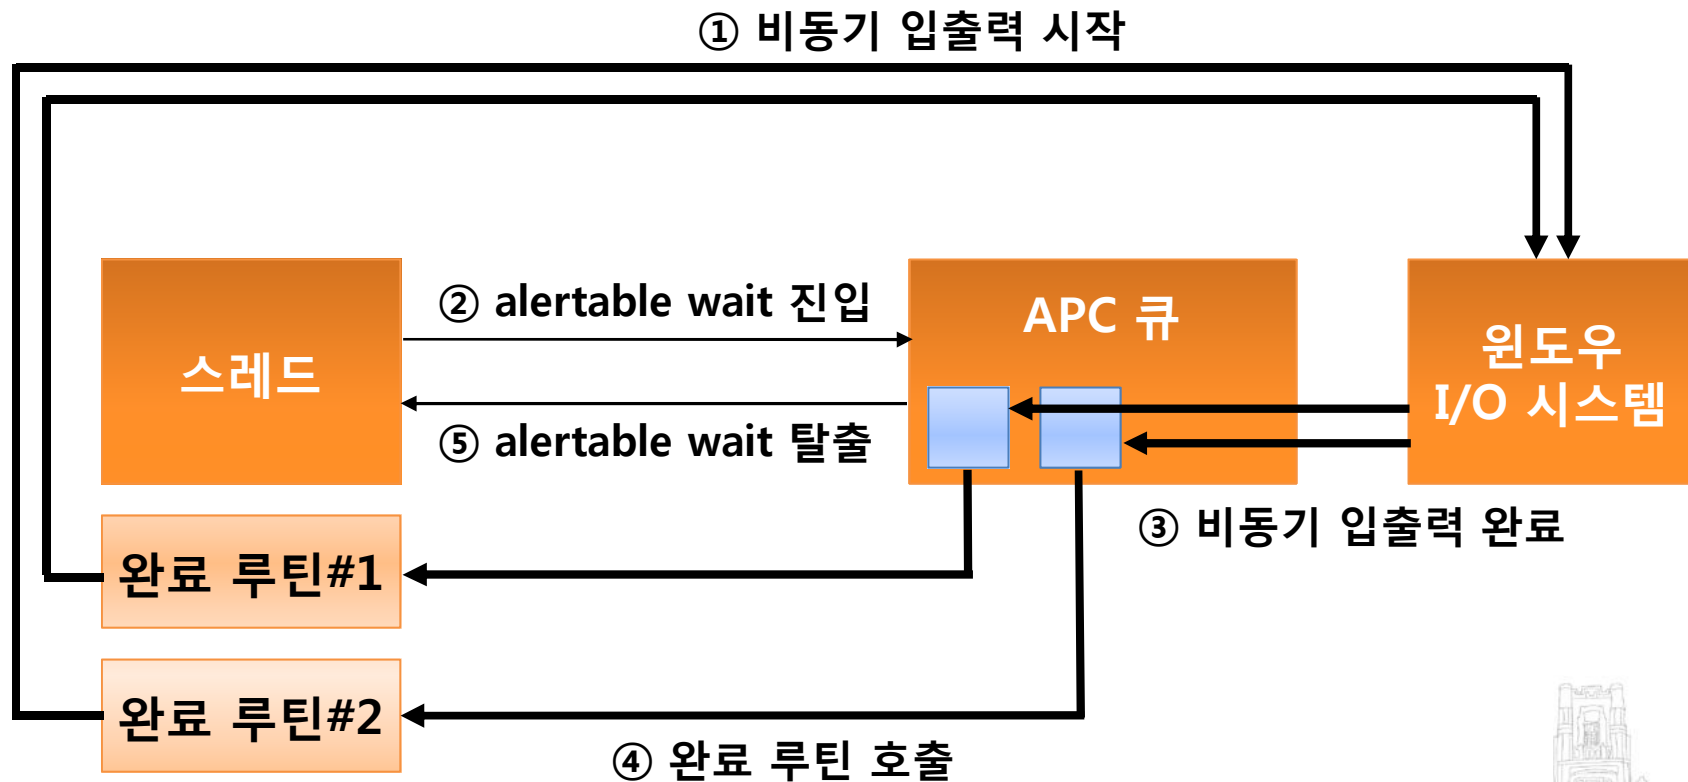 ① 비동기 입출력 시작
② alertable wait 진입
스레드
⑤ alertable wait 탈출
APC 큐
윈도우
I/O 시스템
③ 비동기 입출력 완료
완료 루틴#1
완료 루틴#2
④ 완료 루틴 호출